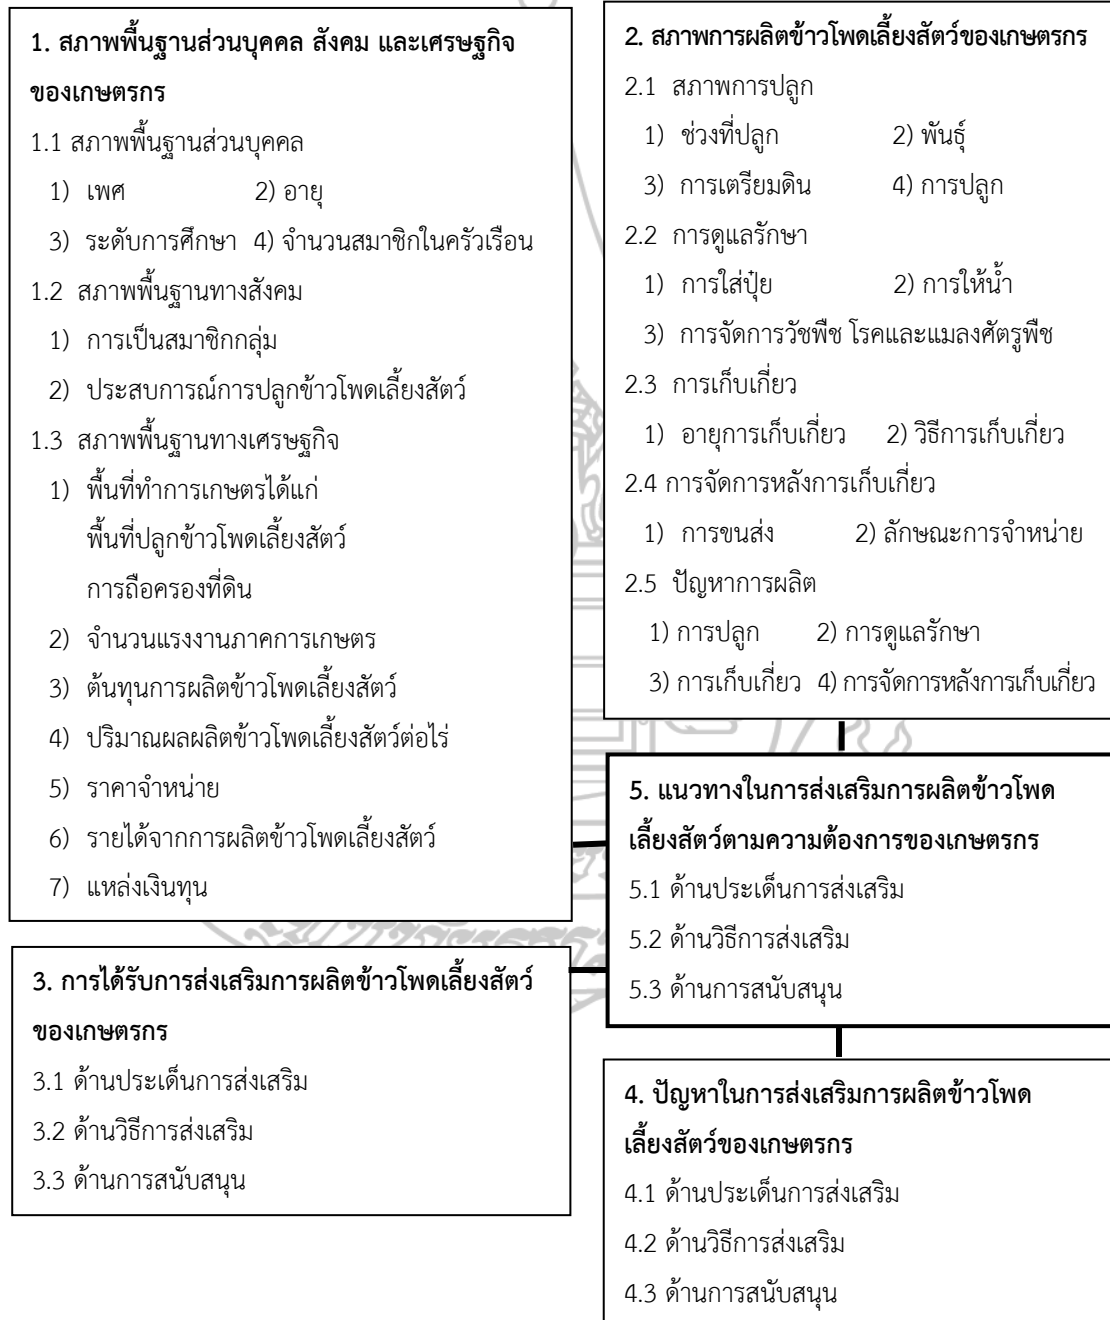 1. สภาพพื้นฐานส่วนบุคคล สังคม และเศรษฐกิจ
ของเกษตรกร
1.1 สภาพพื้นฐานส่วนบุคคล
1) เพศ 2) อายุ
3) ระดับการศึกษา 4) จำนวนสมาชิกในครัวเรือน
1.2 สภาพพื้นฐานทางสังคม
1) การเป็นสมาชิกกลุ่ม
2) ประสบการณ์การปลูกข้าวโพดเลี้ยงสัตว์
1.3 สภาพพื้นฐานทางเศรษฐกิจ
1) พื้นที่ทำการเกษตรได้แก่
พื้นที่ปลูกข้าวโพดเลี้ยงสัตว์
การถือครองที่ดิน
2) จำนวนแรงงานภาคการเกษตร
3) ต้นทุนการผลิตข้าวโพดเลี้ยงสัตว์
4) ปริมาณผลผลิตข้าวโพดเลี้ยงสัตว์ต่อไร่
5) ราคาจำหน่าย
6) รายได้จากการผลิตข้าวโพดเลี้ยงสัตว์
7) แหล่งเงินทุน
2. สภาพการผลิตข้าวโพดเลี้ยงสัตว์ของเกษตรกร
2.1 สภาพการปลูก
1) ช่วงที่ปลูก 2) พันธุ์
3) การเตรียมดิน 4) การปลูก
2.2 การดูแลรักษา
1) การใส่ปุ๋ย 2) การให้น้ำ
3) การจัดการวัชพืช โรคและแมลงศัตรูพืช
2.3 การเก็บเกี่ยว
1) อายุการเก็บเกี่ยว 2) วิธีการเก็บเกี่ยว
2.4 การจัดการหลังการเก็บเกี่ยว
1) การขนส่ง 2) ลักษณะการจำหน่าย
2.5 ปัญหาการผลิต
1) การปลูก 2) การดูแลรักษา
3) การเก็บเกี่ยว 4) การจัดการหลังการเก็บเกี่ยว
5. แนวทางในการส่งเสริมการผลิตข้าวโพด
เลี้ยงสัตว์ตามความต้องการของเกษตรกร
5.1 ด้านประเด็นการส่งเสริม
5.2 ด้านวิธีการส่งเสริม
5.3 ด้านการสนับสนุน
3. การได้รับการส่งเสริมการผลิตข้าวโพดเลี้ยงสัตว์
ของเกษตรกร
3.1 ด้านประเด็นการส่งเสริม
3.2 ด้านวิธีการส่งเสริม
3.3 ด้านการสนับสนุน
4. ปัญหาในการส่งเสริมการผลิตข้าวโพด
เลี้ยงสัตว์ของเกษตรกร
4.1 ด้านประเด็นการส่งเสริม
4.2 ด้านวิธีการส่งเสริม
4.3 ด้านการสนับสนุน